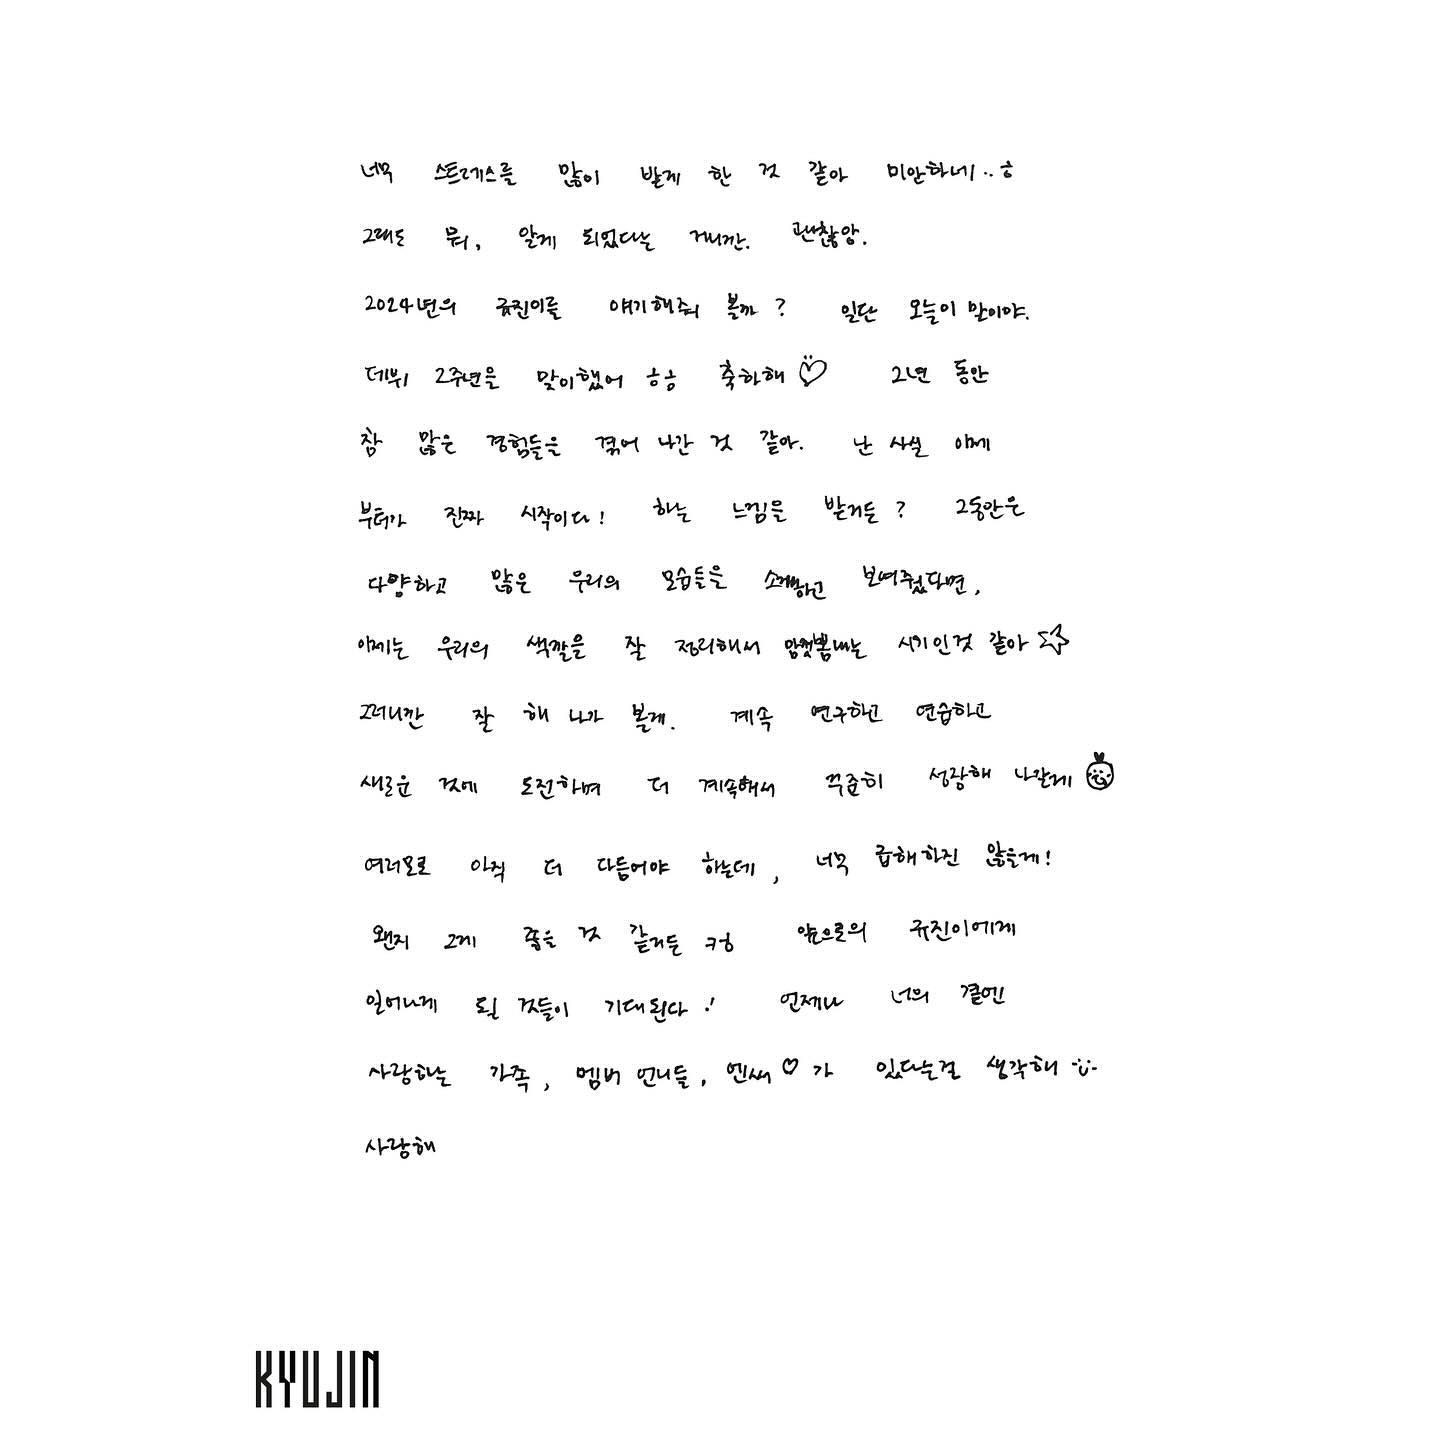 너무 스트레스를 많이 받게 한 것 같아 미안하네..ㅎ
그래도 뭐, 알게 되었다는 거니깐. 괜찮앙.
2024년의 규진이를 얘기해줘 볼까? 일단 오늘이 말이야.
데뷔 2주년을 맞이했어 ㅎㅎ 축하해♡ 2년 동안
참 많은 경험들을 겪어 나간 것 같아. 난 사실 이제
부터가 진짜 시작이다! 하는 느낌을 받거든? 그동안은
다양하고 많은 우리의 모습들을 소개하고 보여줬다면,
이제는 우리의 색깔을 잘 정리해서 맘껏 뽐내는 시기인것 같아☆
그러니깐 잘 해 나가 볼게. 계속 연구하고 연습하고
새로운 것에 도전하며 더 계속해서 꾸준히 성장해 나갈게
여러모로 아직 더 다듬어야 하는데, 너무 급해하진 않을게!
왠지 그게 좋을 것 같거든 ㅋㅎ 앞으로의 규진이에게
일어나게 될 것들이 기대된다! 언제나 너의 곁엔
사랑하는 가족, 멤버 언니들, 엔써♡가 있다는걸 생각해
사랑해
KYUJIN